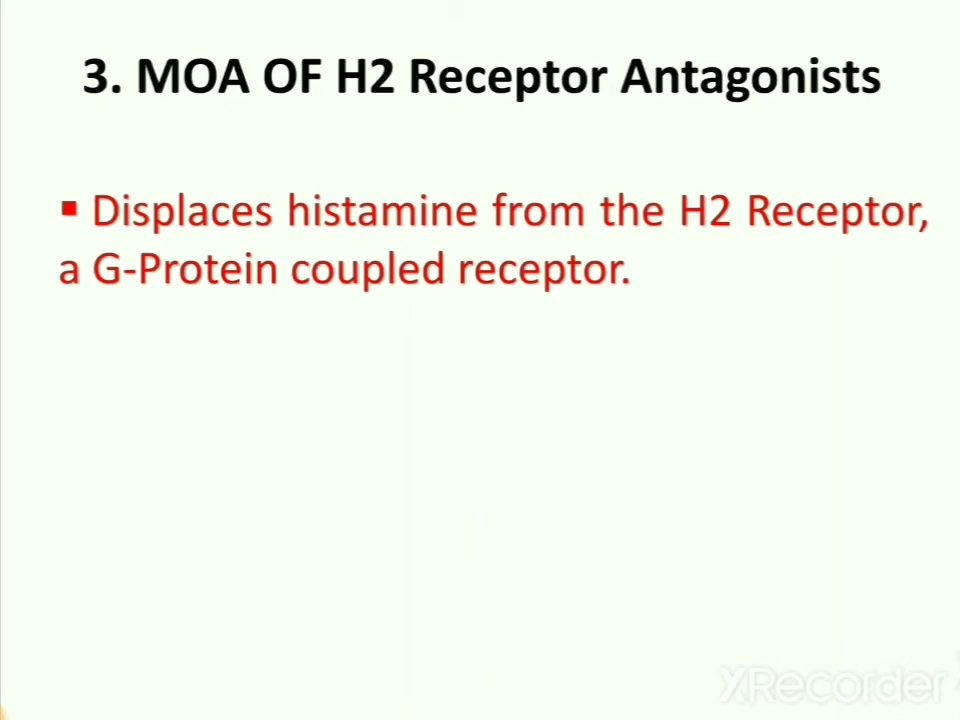 3. MOA OF H2 Receptor Antagonists
▪ Displaces histamine from the H2 Receptor,
a G-Protein coupled receptor.
XRecorder